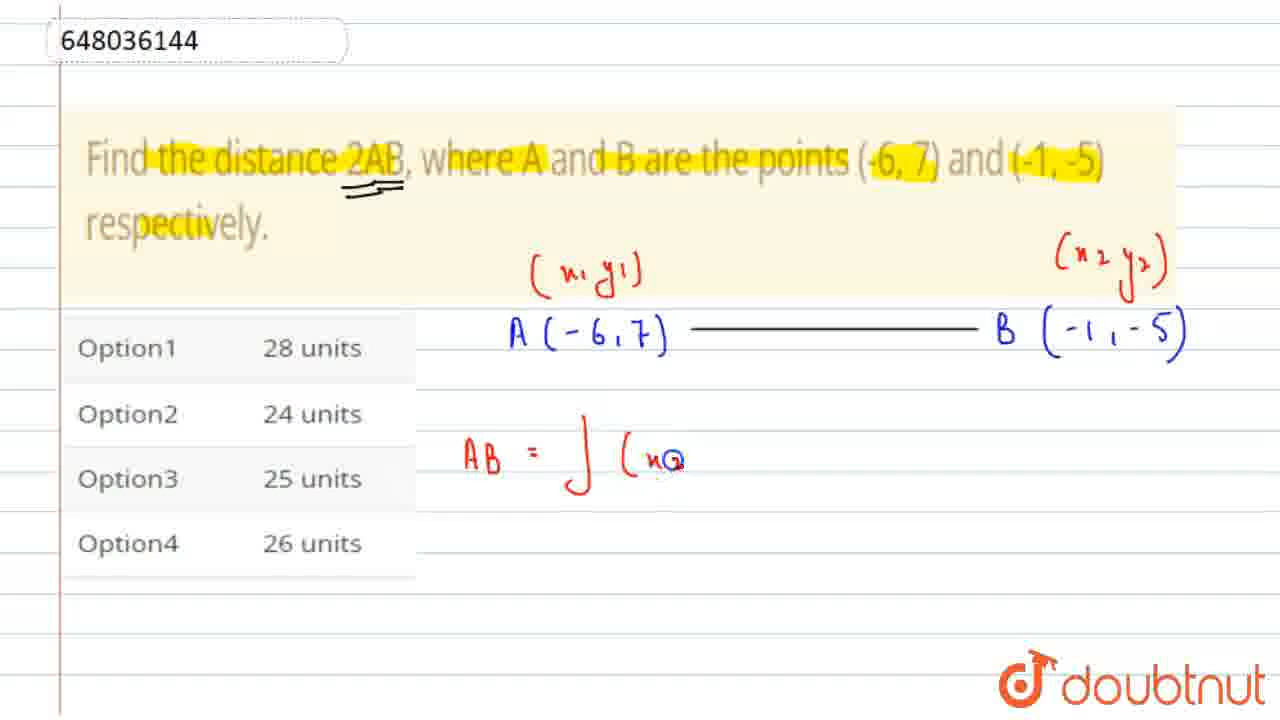 648036144
Find the distance 2AB, where A and B are the points (-6, 7) and (-1, -5)
respectively.
(x₁ y₁)
(x₂ y₂)
A (-6, 7)
B (-1, -5)
Option1 28 units
Option2 24 units
AB = √ (x₂
Option3 25 units
Option4 26 units
doubtnut